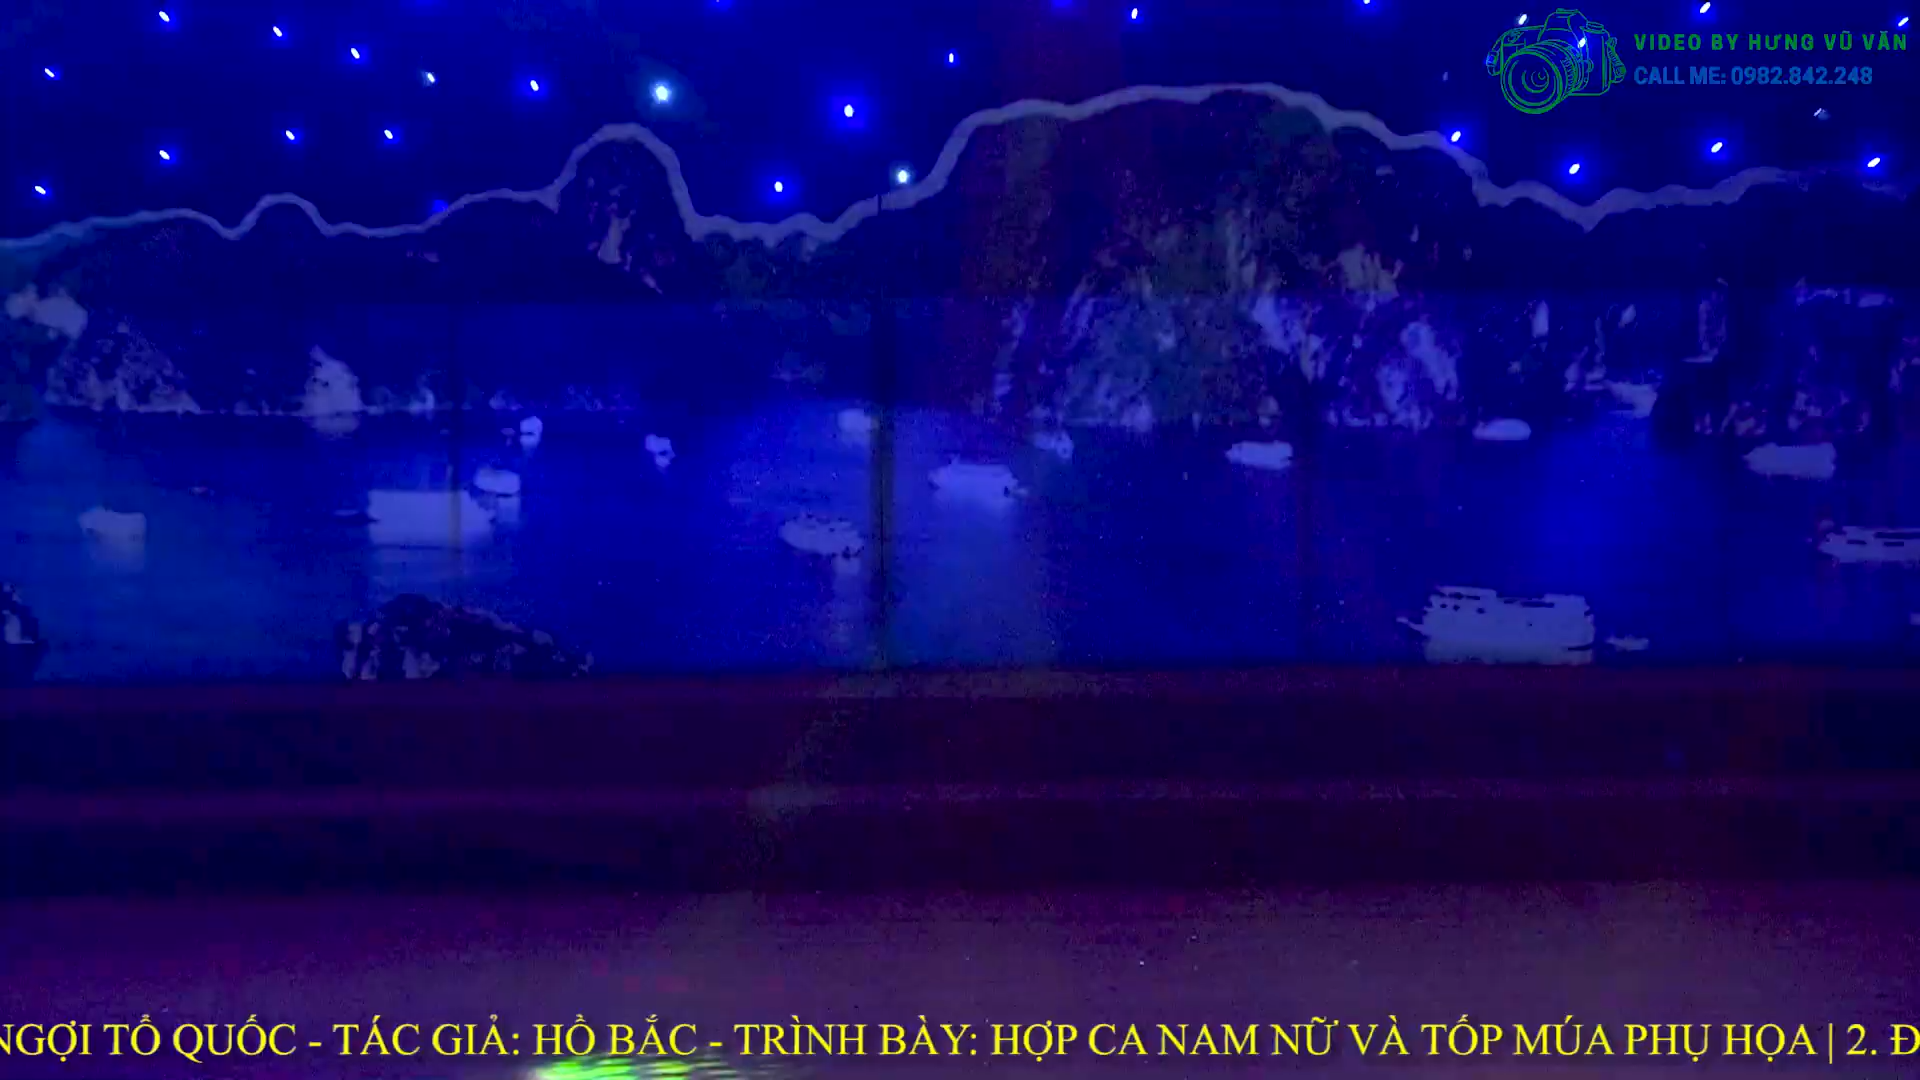 VIDEO BY HƯNG VŨ VĂN
CALL ME: 0982.842.248
NGỢI TỔ QUỐC - TÁC GIẢ: HỒ BẮC - TRÌNH BÀY: HỢP CA NAM NỮ VÀ TỐP MÚA PHỤ HỌA | 2. Đ